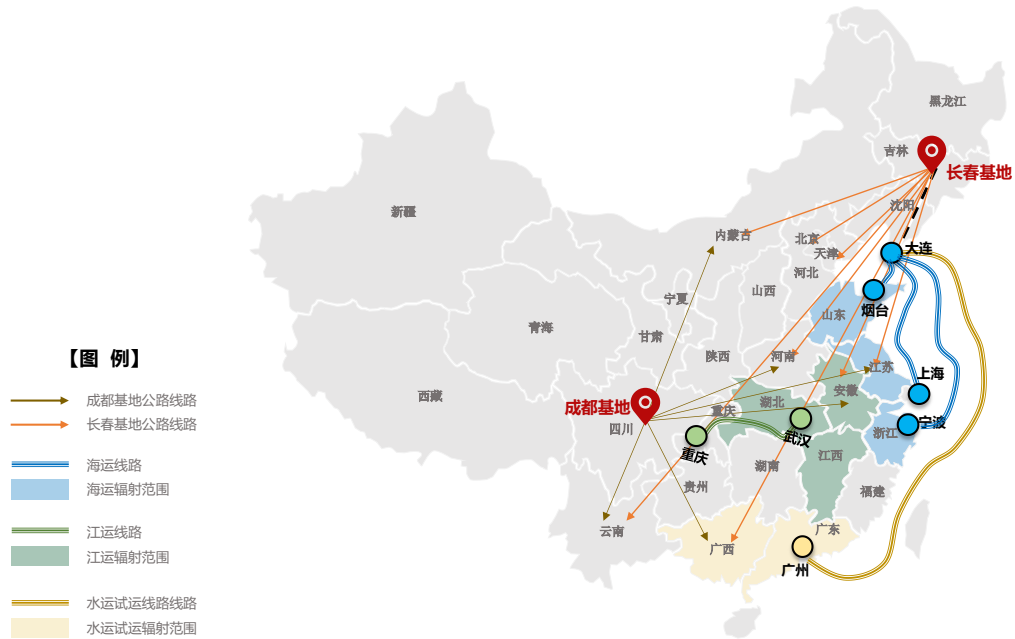 黑龙江
吉林
长春基地
沈阳
新疆
内蒙古
北京
天津
大连
河北
宁夏
山西
烟台
山东
青海
甘肃
陕西
河南
江苏
上海
西藏
安徽
成都基地
重庆
湖北
四川
宁波
浙江
武汉
重庆
江西
湖南
贵州
福建
云南
广西
广东
广州
【图 例】
成都基地公路线路
长春基地公路线路
海运线路
海运辐射范围
江运线路
江运辐射范围
水运试运线路线路
水运试运辐射范围